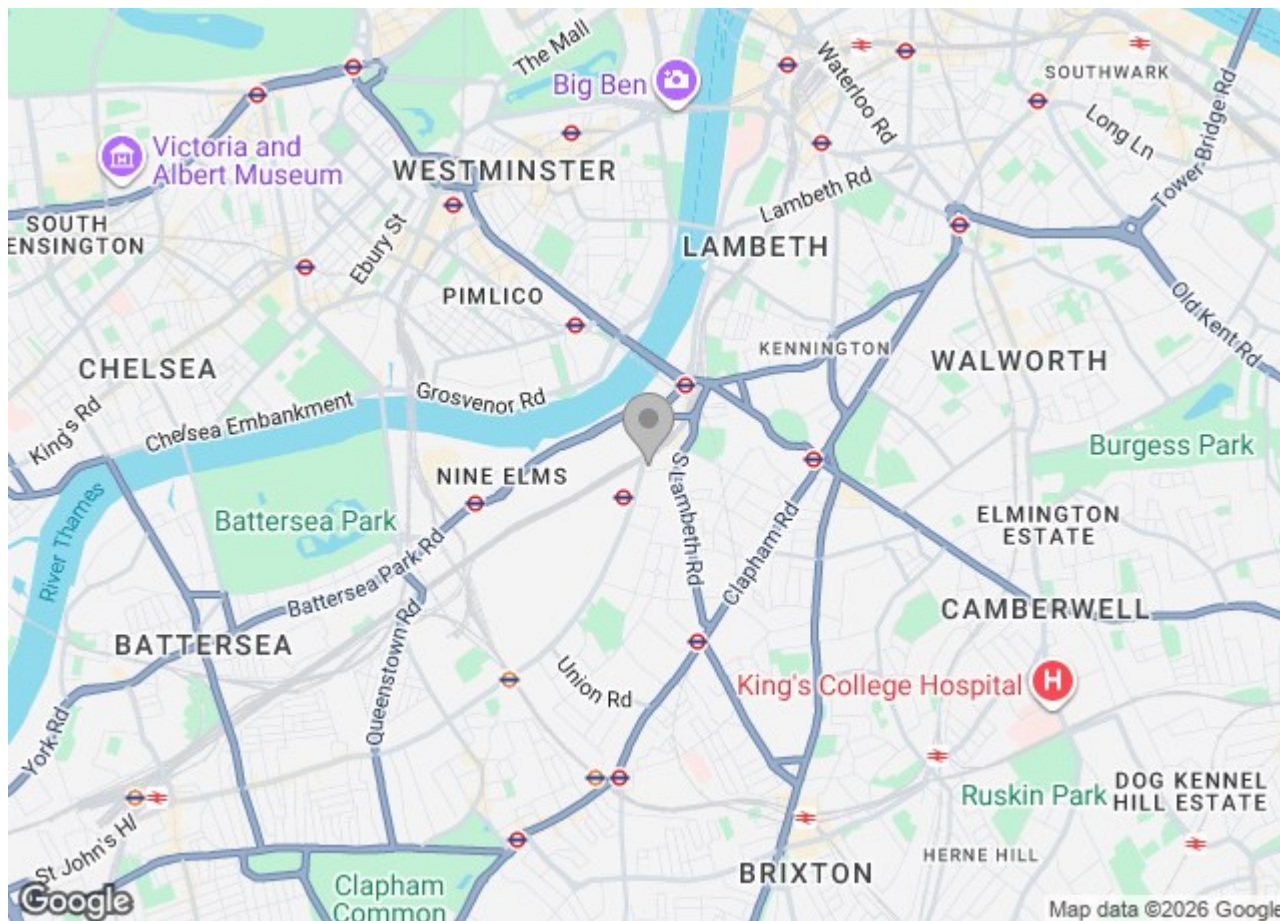 The Mall
Big Ben
Waterloo Rd
SOUTHWARK
Long Ln
Tower Bridge Rd
Victoria and
Albert Museum
WESTMINSTER
Lambeth Rd
SOUTH
ENSINGTON
Ebury St
LAMBETH
PIMLICO
Old Kent Rd
KENNINGTON
WALWORTH
CHELSEA
Grosvenor Rd
King's Rd
Chelsea Embankment
Burgess Park
NINE ELMS
S Lambeth Rd
Clapham Rd
Battersea Park
ELMINGTON
ESTATE
River Thames
Battersea Park Rd
CAMBERWELL
BATTERSEA
Queenstown Rd
Union Rd
King's College Hospital
H
York Rd
Ruskin Park
DOG KENNEL
HILL ESTATE
St John's Hl
HERNE HILL
BRIXTON
Clapham
Common
Google
Map data ©2026 Google